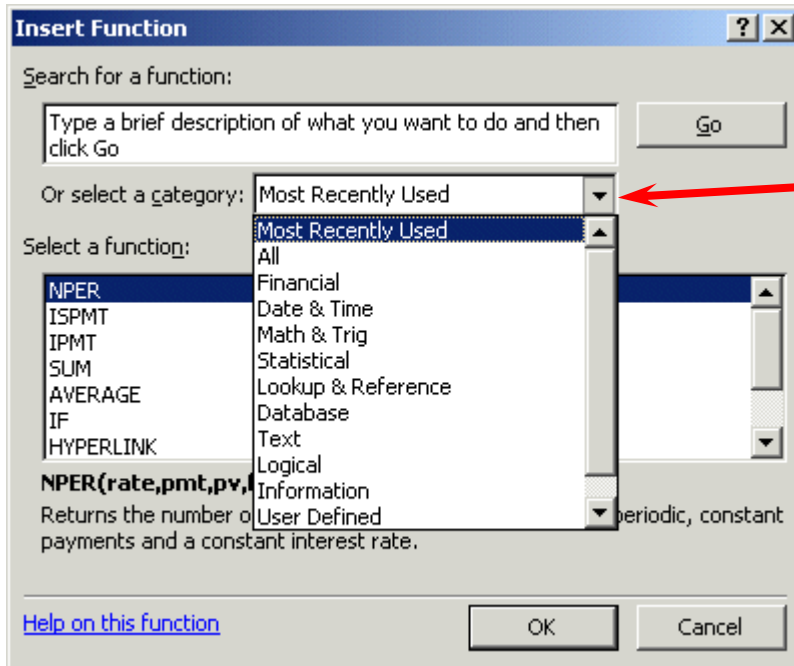 Insert Function
Search for a function:
Type a brief description of what you want to do and then
click Go
Go
Or select a category: Most Recently Used
Most Recently Used
All
Financial
Date & Time
Math & Trig
Statistical
Lookup & Reference
Database
Text
Logical
Information
User Defined
Select a function:
NPER
ISPMT
IPMT
SUM
AVERAGE
IF
HYPERLINK
NPER(rate,pmt,pv,
Returns the number periodic, constant
payments and a constant interest rate.
Help on this function
OK
Cancel